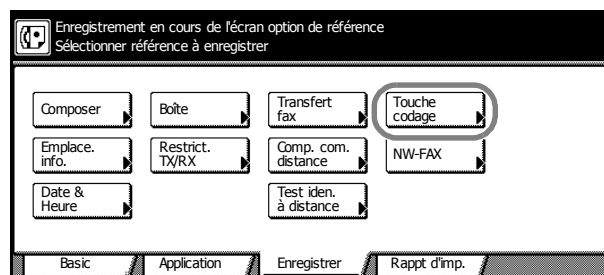 Enregistrement en cours de l'écran option de référence
Sélectionner référence à enregistrer
Composer
Boîte
Transfert
fax
Touche
codage
Emplace.
info.
Restrict.
TX/RX
Comp. com.
distance
NW-FAX
Date &
Heure
Test iden.
à distance
Basic
Application
Enregistrer
Rappt d'imp.